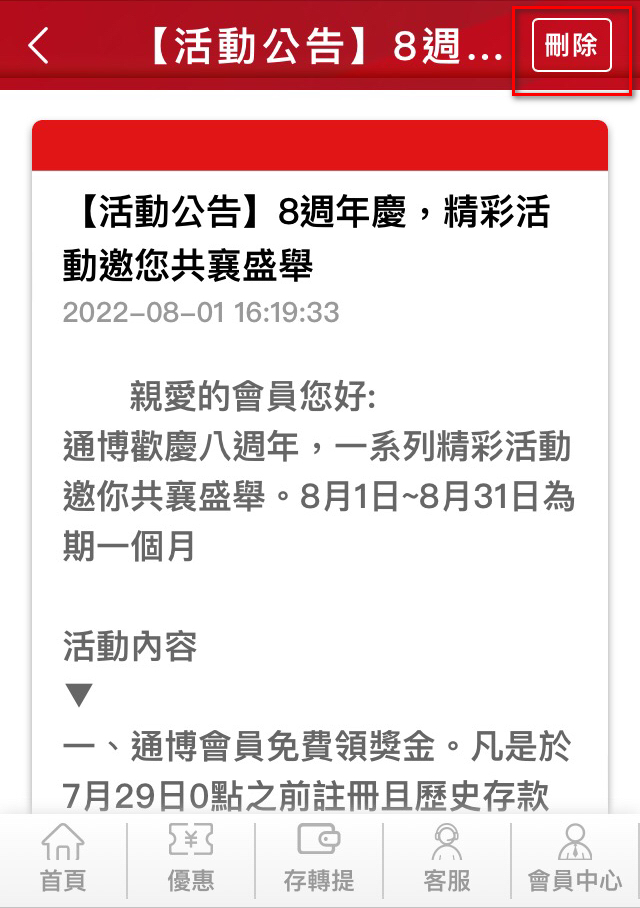 【活動公告】8週... 刪除
【活動公告】8週年慶，精彩活
動邀您共襄盛舉
2022-08-01 16:19:33
親愛的會員您好:
通博歡慶八週年，一系列精彩活動
邀你共襄盛舉。8月1日~8月31日為
期一個月
活動內容
▼
一、通博會員免費領獎金。凡是於
7月29日0點之前註冊且歷史存款
首頁 優惠 存轉提 客服 會員中心